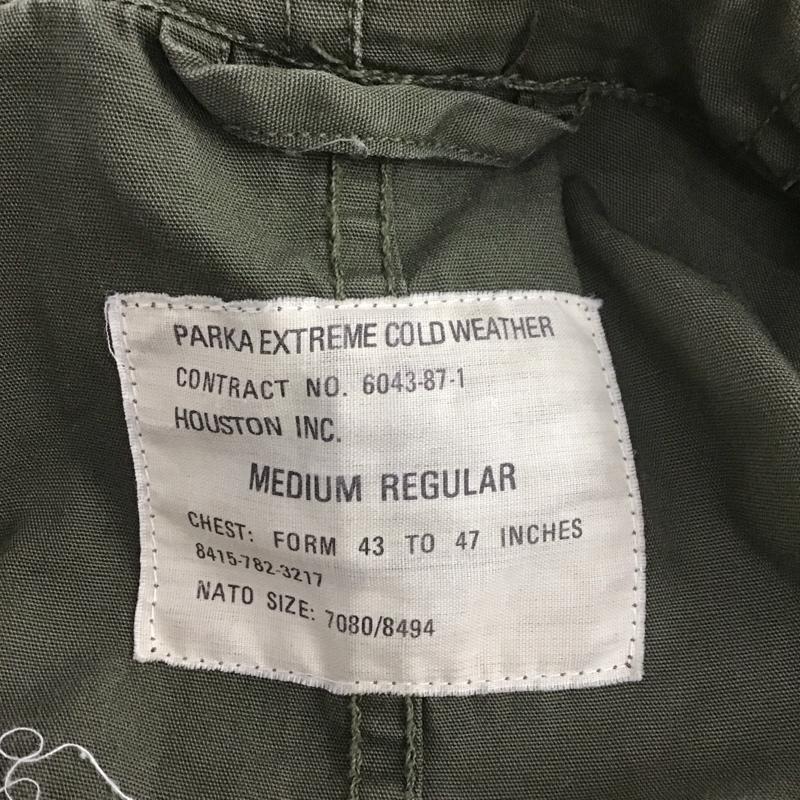 PARKA EXTREME COLD WEATHER
CONTRACT NO. 6043-87-1
HOUSTON INC.
MEDIUM REGULAR
CHEST: FORM 43 TO 47 INCHES
8415-782-3217
NATO SIZE: 7080/8494